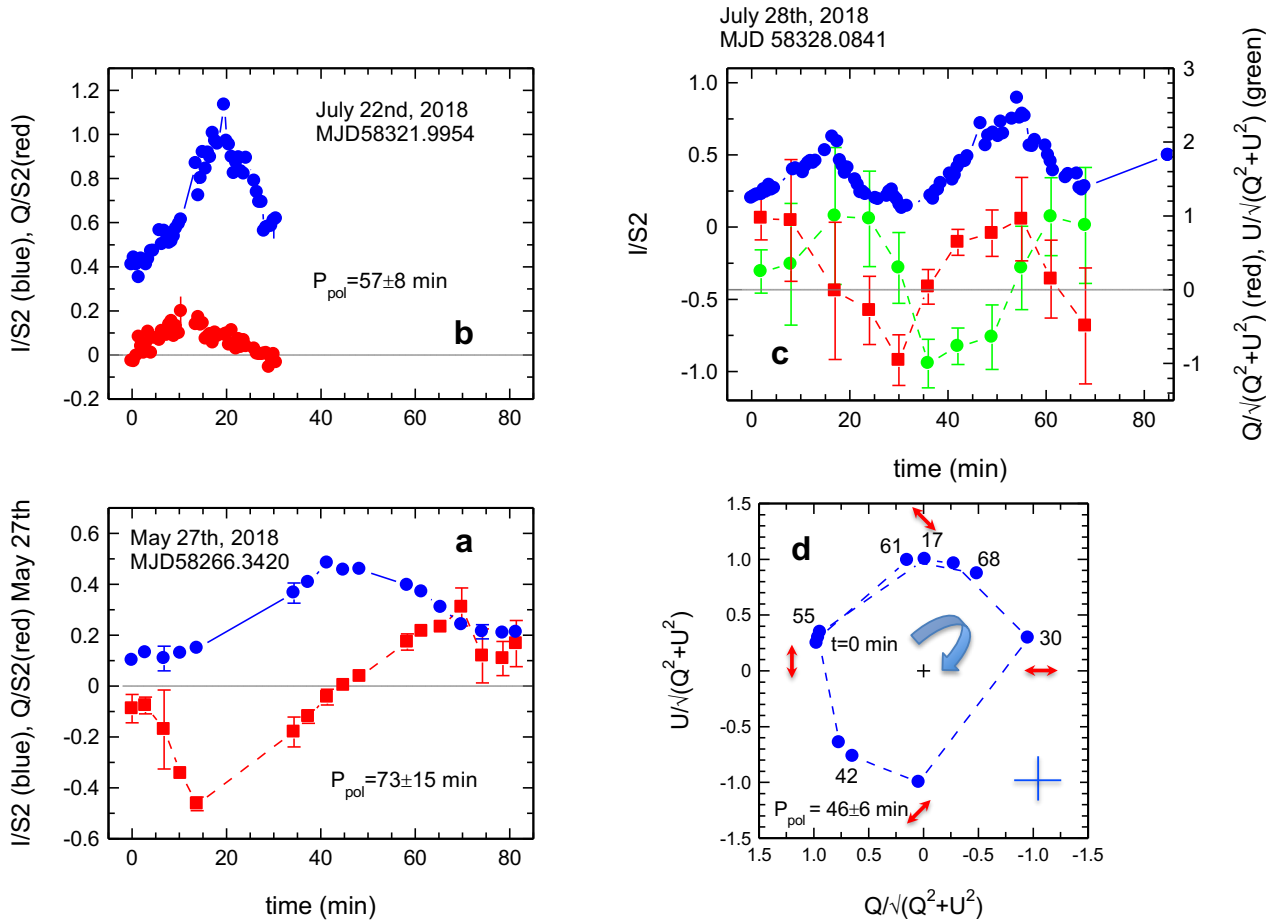 July 22nd, 2018
MJD58321.9954
P_pol=57±8 min
b
I/S2 (blue), Q/S2(red)
1.2
1.0
0.8
0.6
0.4
0.2
0
-0.2
0 20 40 60 80
July 28th, 2018
MJD 58328.0841
c
I/S2
1.0
0.5
0
-0.5
-1.0
3
2
1
0
-1
Q/√(Q²+U²) (red), U/√(Q²+U²) (green)
0 20 40 60 80
time (min)
May 27th, 2018
MJD58266.3420
a
P_pol=73±15 min
I/S2 (blue), Q/S2(red) May 27th
0.6
0.4
0.2
0
-0.2
-0.4
-0.6
0 20 40 60 80
time (min)
d
61
17
68
55
t=0 min
30
42
P_pol = 46±6 min
U/√(Q²+U²)
1.5
1.0
0.5
0
-0.5
-1.0
-1.5
1.5 1.0 0.5 0 -0.5 -1.0 -1.5
Q/√(Q²+U²)